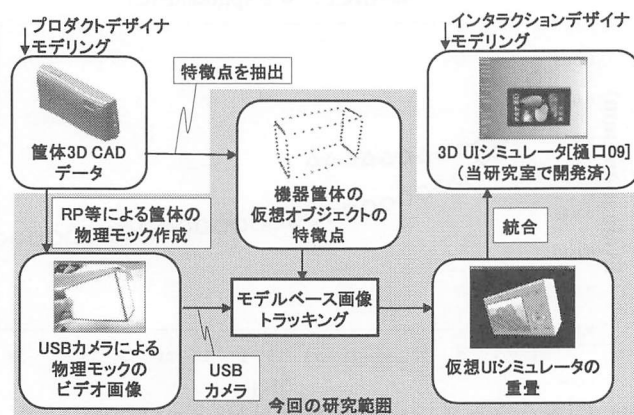 プロダクトデザイナ
モデリング
筐体3D CAD
データ
特徴点を抽出
機器筐体の
仮想オブジェクトの
特徴点
インタラクションデザイナ
モデリング
3D UIシミュレータ[樋口09]
(当研究室で開発済)
RP等による筐体の
物理モック作成
統合
USBカメラによる
物理モックの
ビデオ画像
USB
カメラ
モデルベース画像
トラッキング
仮想UIシミュレータの
重畳
今回の研究範囲